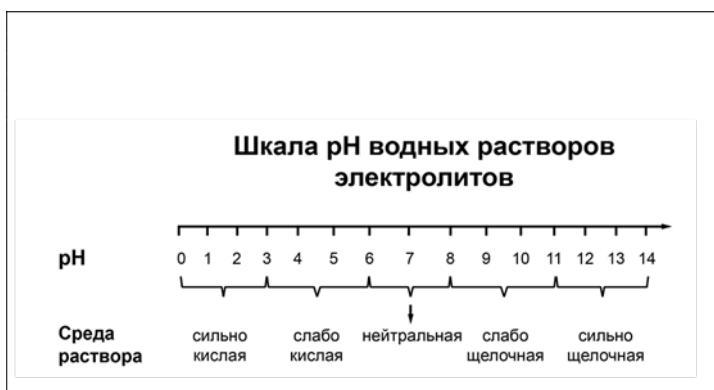 Шкала pH водных растворов
электролитов
pH 0 1 2 3 4 5 6 7 8 9 10 11 12 13 14
Среда сильно слабо нейтральная слабо сильно
раствора кислая кислая щелочная щелочная